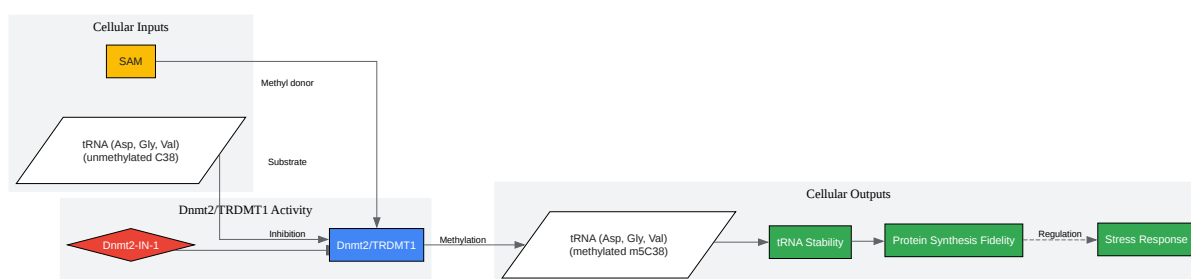 Cellular Inputs
SAM
Methyl donor
tRNA (Asp, Gly, Val)
(unmethylated C38)
Substrate
Dnmt2/TRDMT1 Activity
Dnmt2-IN-1
Inhibition
Dnmt2/TRDMT1
Methylation
Cellular Outputs
tRNA (Asp, Gly, Val)
(methylated m5C38)
tRNA Stability
Protein Synthesis Fidelity
Regulation
Stress Response